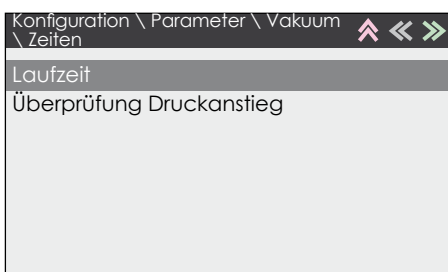 Konfiguration \ Parameter \ Vakuum
\ Zeiten
Laufzeit
Überprüfung Druckanstieg